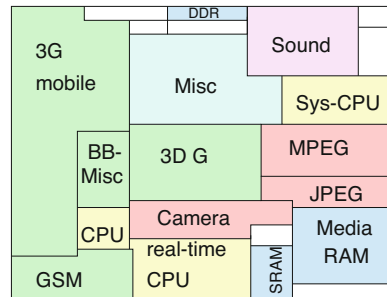 DDR
3G
mobile
Sound
Misc
Sys-CPU
BB-
Misc
3D G
MPEG
JPEG
Camera
CPU
real-time
CPU
Media
RAM
SRAM
GSM